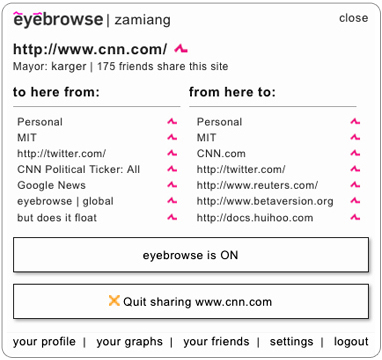 eyebrowse | zamiang close
http://www.cnn.com/
Mayor: karger | 175 friends share this site
to here from: from here to:
Personal Personal
MIT MIT
http://twitter.com/ CNN.com
CNN Political Ticker: All http://twitter.com/
Google News http://www.reuters.com/
eyebrowse | global http://www.betaversion.org
but does it float http://docs.huihoo.com
eyebrowse is ON
Quit sharing www.cnn.com
your profile | your graphs | your friends | settings | logout